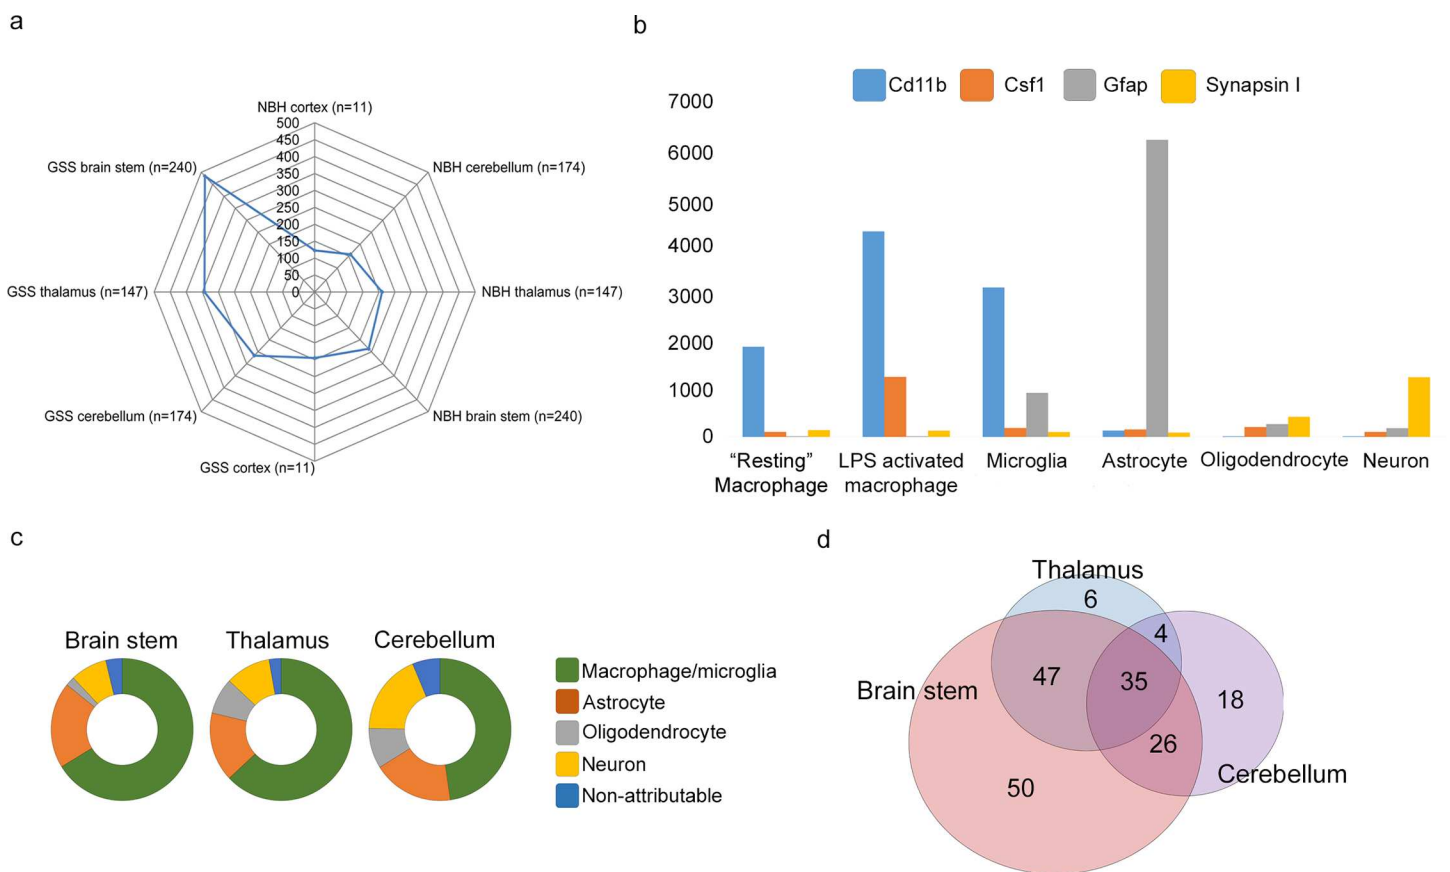 a
NBH cortex (n=11)
500
450
400
350
300
250
200
150
100
50
0
GSS brain stem (n=240)
NBH cerebellum (n=174)
GSS thalamus (n=147)
NBH thalamus (n=147)
GSS cerebellum (n=174)
NBH brain stem (n=240)
GSS cortex (n=11)
b
Cd11b Csf1 Gfap Synapsin I
7000
6000
5000
4000
3000
2000
1000
0
“Resting” Macrophage
LPS activated macrophage
Microglia
Astrocyte
Oligodendrocyte
Neuron
c
Brain stem Thalamus Cerebellum
Macrophage/microglia
Astrocyte
Oligodendrocyte
Neuron
Non-attributable
d
Thalamus
6
4
Brain stem
47
35
18
26
Cerebellum
50